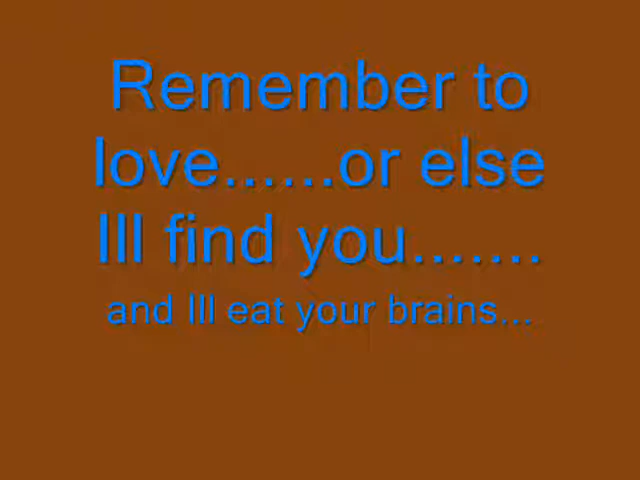 Remember to
love......or else
Ill find you.......
and Ill eat your brains...